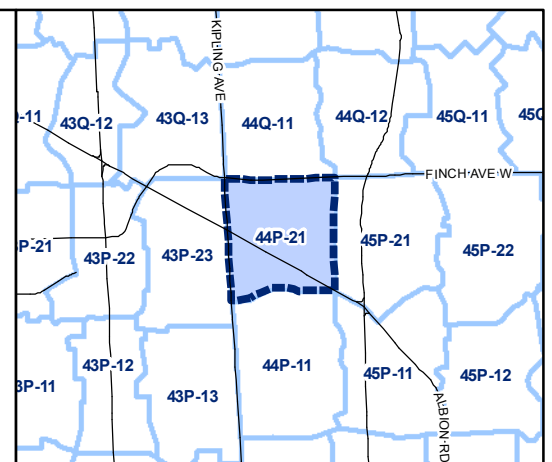 KIPLING AVE
-11
43Q-12
43Q-13
44Q-11
44Q-12
45Q-11
45Q
FINCH AVE W
P-21
43P-22
43P-23
44P-21
45P-21
45P-22
3P-11
43P-12
43P-13
44P-11
45P-11
45P-12
ALBION RD